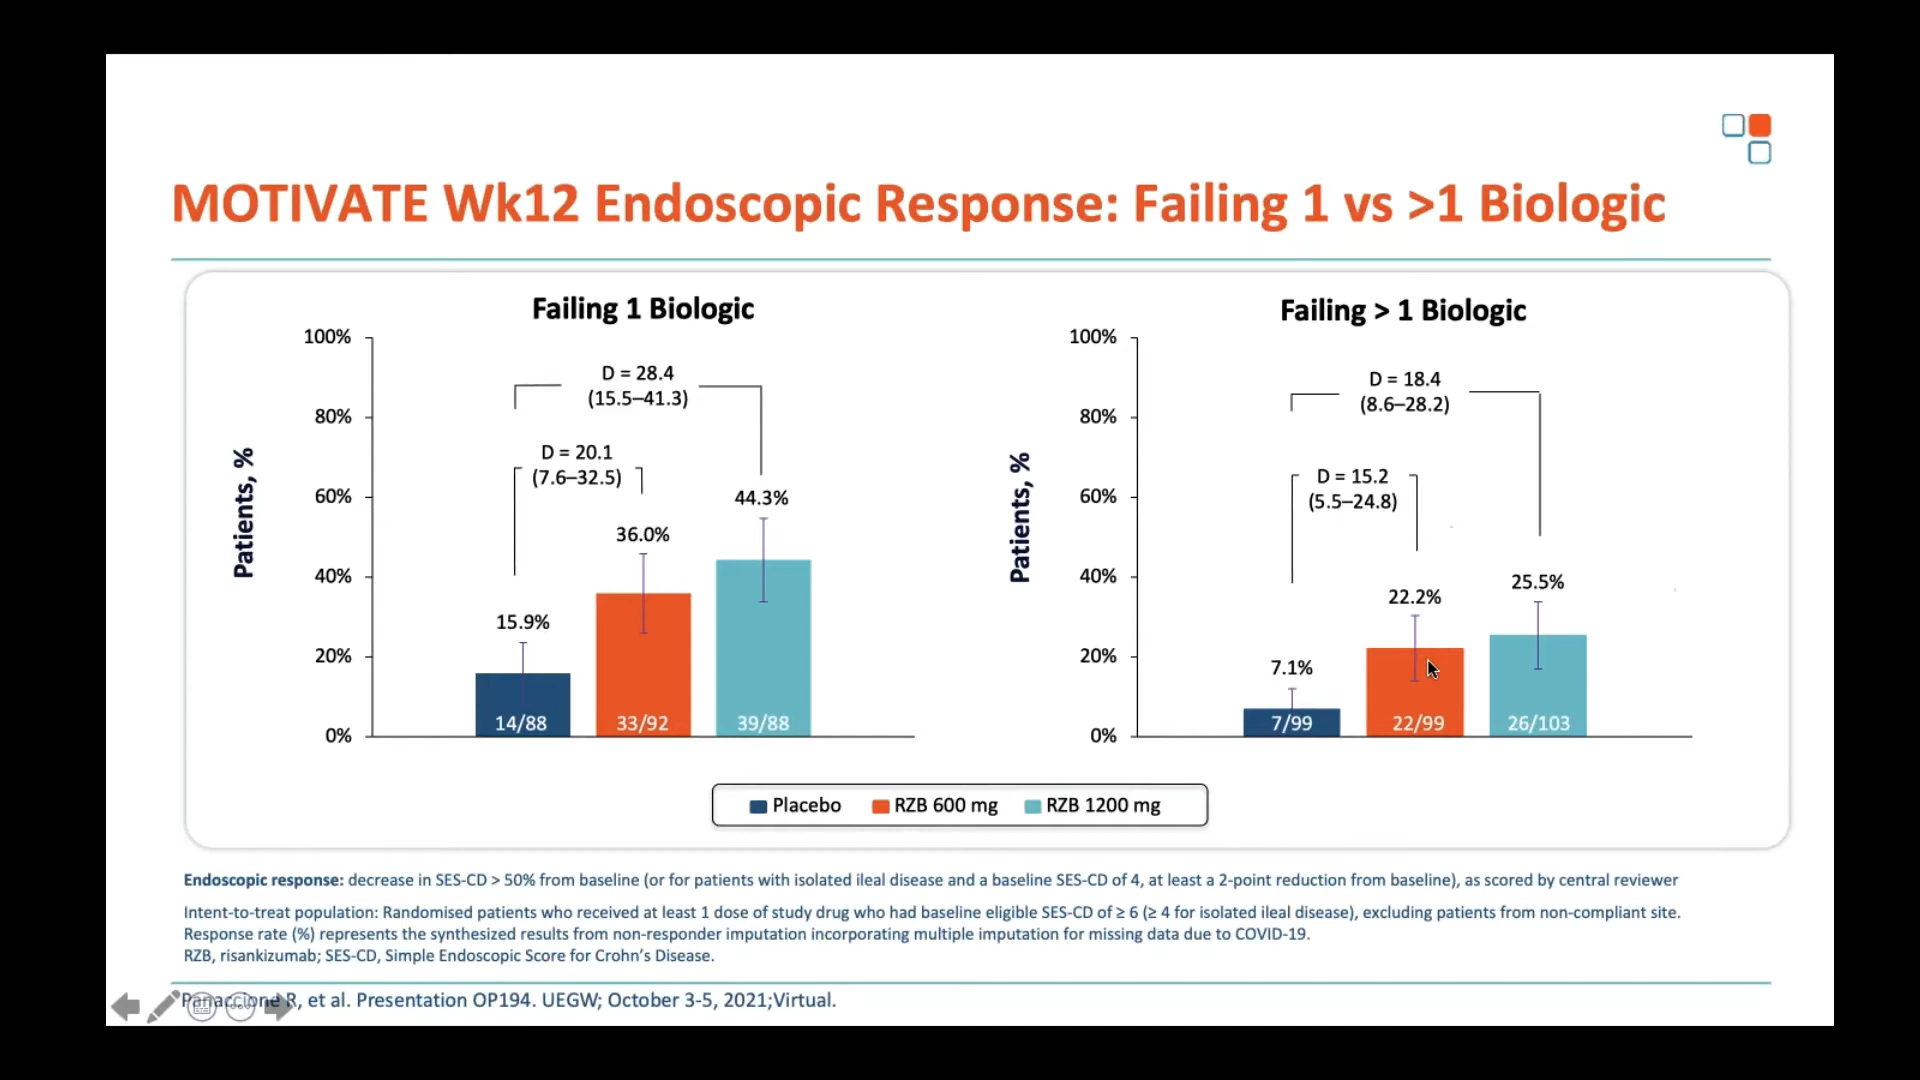 MOTIVATE Wk12 Endoscopic Response: Failing 1 vs >1 Biologic
Failing 1 Biologic
Patients, %
100%
80%
60%
40%
20%
0%
D = 28.4
(15.5–41.3)
D = 20.1
(7.6–32.5)
15.9%
36.0%
44.3%
14/88
33/92
39/88
Failing > 1 Biologic
Patients, %
100%
80%
60%
40%
20%
0%
D = 18.4
(8.6–28.2)
D = 15.2
(5.5–24.8)
7.1%
22.2%
25.5%
7/99
22/99
26/103
Placebo RZB 600 mg RZB 1200 mg
Endoscopic response: decrease in SES-CD > 50% from baseline (or for patients with isolated ileal disease and a baseline SES-CD of 4, at least a 2-point reduction from baseline), as scored by central reviewer
Intent-to-treat population: Randomised patients who received at least 1 dose of study drug who had baseline eligible SES-CD of ≥ 6 (≥ 4 for isolated ileal disease), excluding patients from non-compliant site.
Response rate (%) represents the synthesized results from non-responder imputation incorporating multiple imputation for missing data due to COVID-19.
RZB, risankizumab; SES-CD, Simple Endoscopic Score for Crohn's Disease.
Panaccione R, et al. Presentation OP194. UEGW; October 3-5, 2021;Virtual.